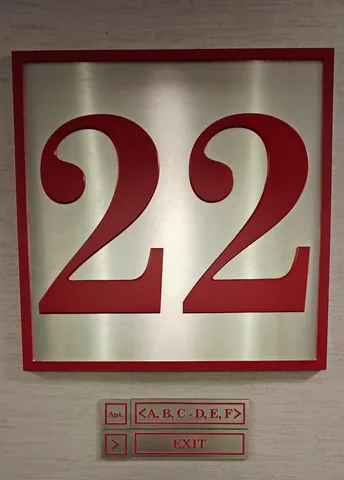 22
Apt. <A, B, C - D, E, F>
> EXIT